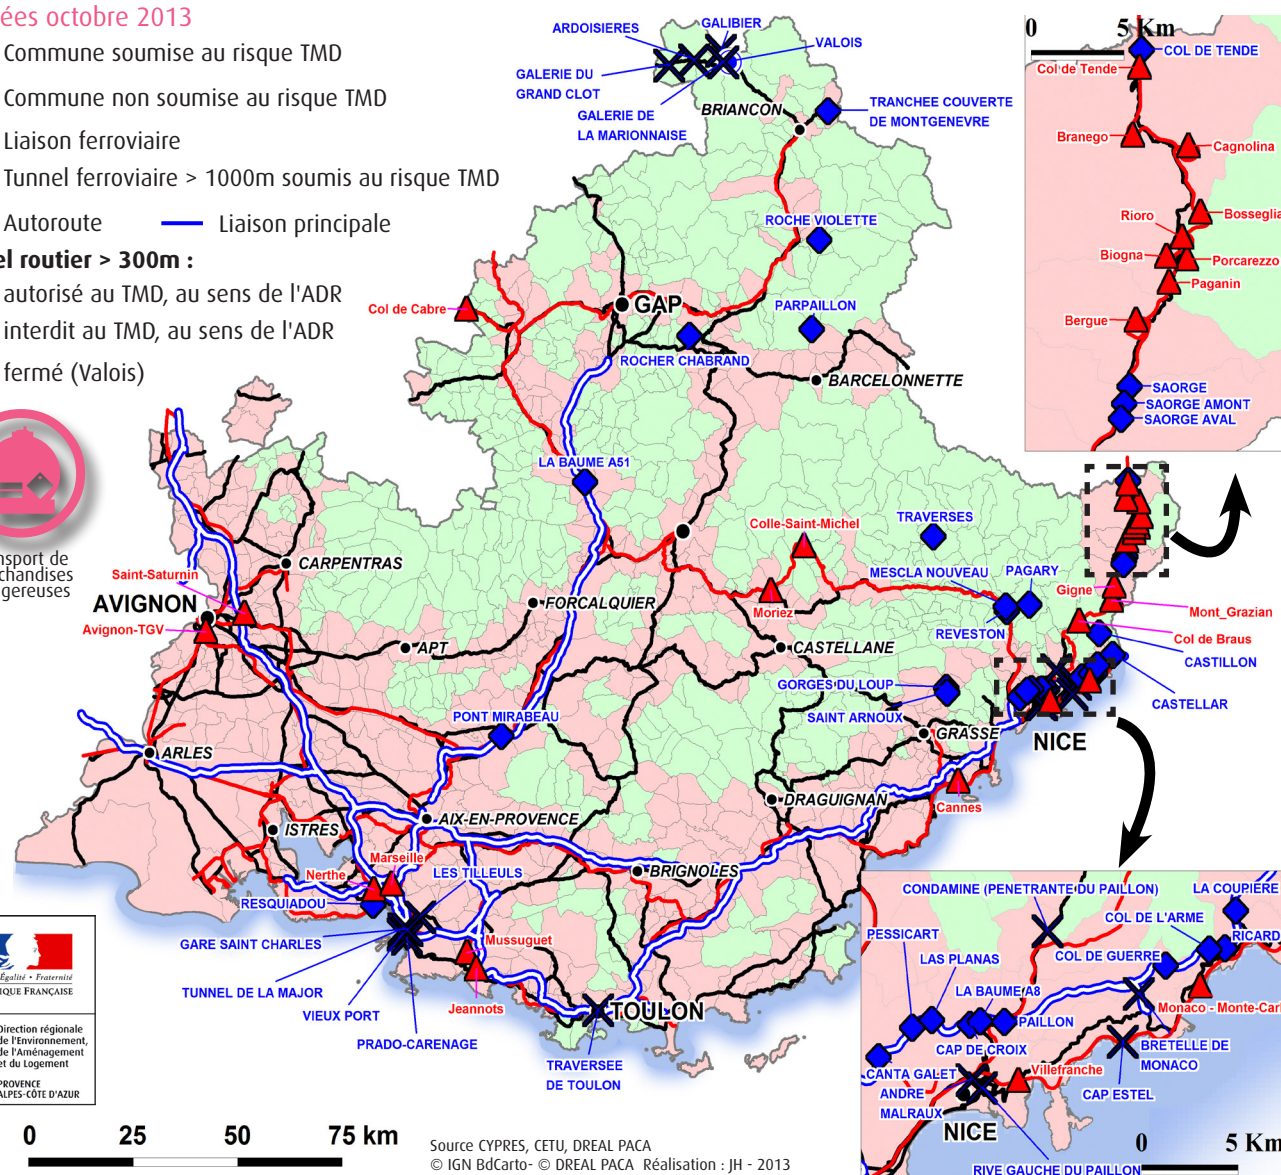 ées octobre 2013
Commune soumise au risque TMD
Commune non soumise au risque TMD
Liaison ferroviaire
Tunnel ferroviaire > 1000m soumis au risque TMD
Autoroute
Liaison principale
el routier > 300m :
autorisé au TMD, au sens de l'ADR
interdit au TMD, au sens de l'ADR
fermé (Valois)
nsport de
chandises
gereuses
ARDOISIERES
GALIBIER
VALOIS
GALERIE DU
GRAND CLOT
GALERIE DE
LA MARIONNAISE
BRIANCON
TRANCHEE COUVERTE
DE MONTGENEVRE
ROCHE VIOLETTE
Col de Cabre
GAP
PARPAILLON
ROCHER CHABRAND
BARCELONNETTE
LA BAUME A51
Colle-Saint-Michel
TRAVERSES
CARPENTRAS
Saint-Saturnin
AVIGNON
Avignon-TGV
FORCALQUIER
Moriez
MESCLA NOUVEAU
PAGARY
REVESTON
Gigne
Mont_Grazian
Col de Braus
CASTILLON
CASTELLAR
APT
CASTELLANE
GORGES DU LOUP
SAINT ARNOUX
PONT MIRABEAU
GRASSE
NICE
ARLES
DRAGUIGNAN
Cannes
ISTRES
AIX-EN-PROVENCE
Marseille
Nerthe
LES TILLEULS
BRIGNOLES
RESQUIADOU
GARE SAINT CHARLES
Mussuguet
TUNNEL DE LA MAJOR
VIEUX PORT
Jeannots
TOULON
PRADO-CARENAGE
TRAVERSEE
DE TOULON
0 5 Km
COL DE TENDE
Col de Tende
Branego
Cagnolina
Bosseglia
Rioro
Biogna
Porcarezzo
Paganin
Bergue
SAORGE
SAORGE AMONT
SAORGE AVAL
CONDAMINE (PENETRANTE DU PAILLON)
LA COUPIERE
COL DE L'ARME
PESSICART
RICARD
LAS PLANAS
COL DE GUERRE
LA BAUME A8
Monaco - Monte-Carl
PAILLON
CAP DE CROIX
BRETELLE DE
MONACO
CANTA GALET
Villefranche
ANDRE
MALRAUX
CAP ESTEL
NICE
0 5 Km
RIVE GAUCHE DU PAILLON
Égalité • Fraternité
IQUE FRANÇAISE
Direction régionale
de l'Environnement,
de l'Aménagement
et du Logement
PROVENCE
ALPES-CÔTE D'AZUR
0 25 50 75 km
Source CYPRES, CETU, DREAL PACA
© IGN BdCarto- © DREAL PACA Réalisation : JH - 2013